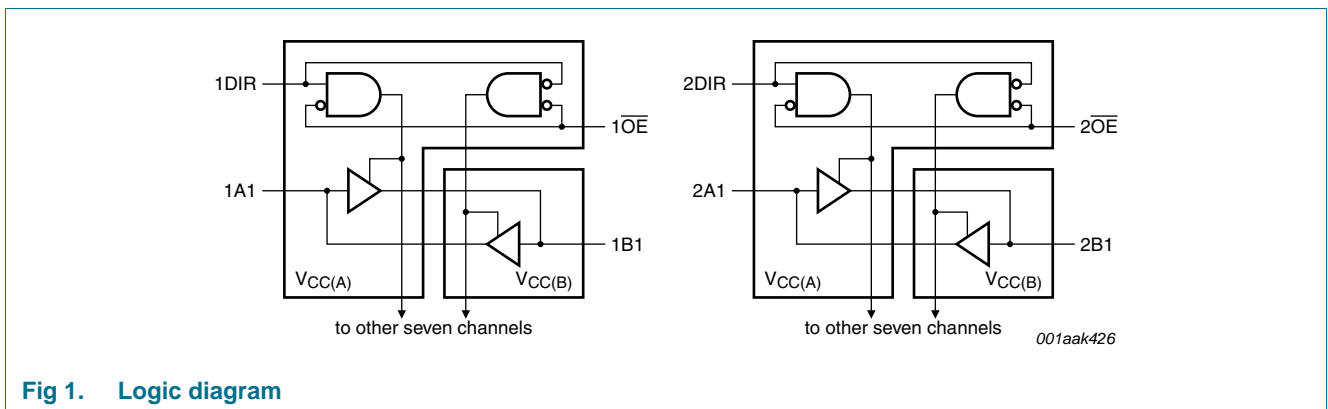 1DIR
1OE
1A1
1B1
VCC(A)
VCC(B)
to other seven channels
2DIR
2OE
2A1
2B1
VCC(A)
VCC(B)
to other seven channels
001aak426
Fig 1. Logic diagram